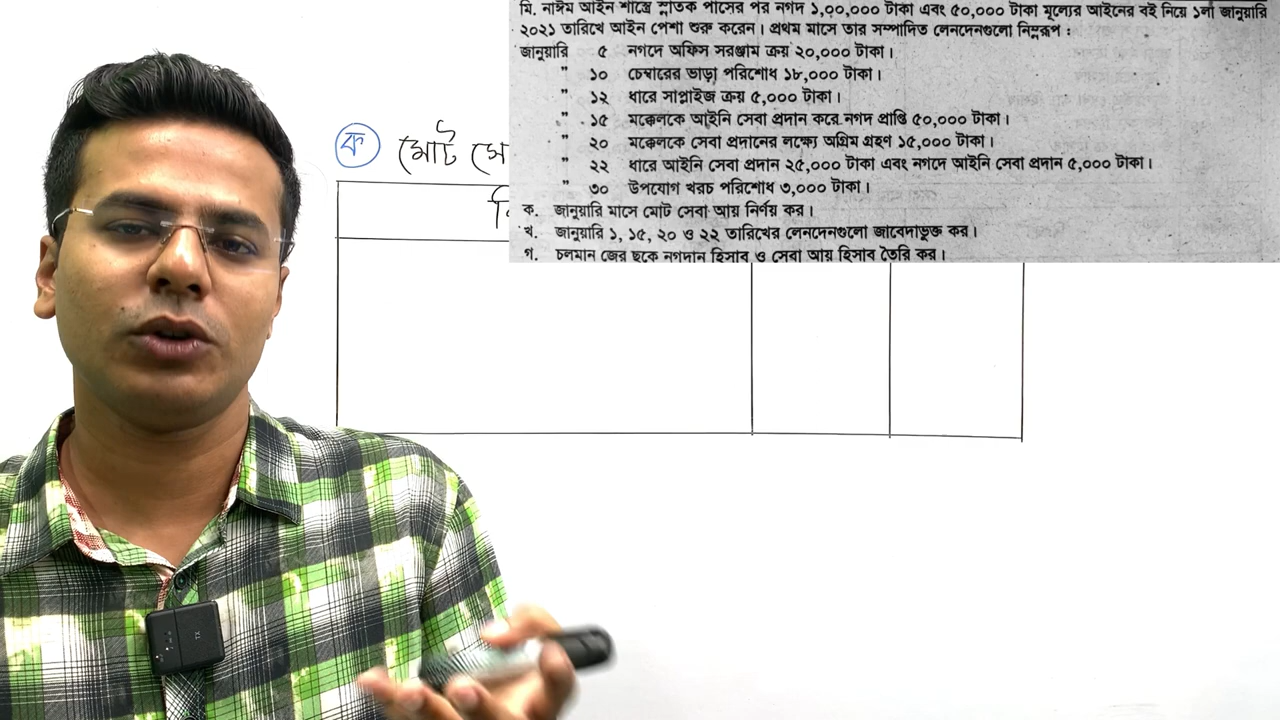 মি. নাঈম আইন শাস্ত্রে স্নাতক পাসের পর নগদ ১,০০,০০০ টাকা এবং ৫০,০০০ টাকা মূল্যের আইনের বই নিয়ে ১লা জানুয়ারি
২০২১ তারিখে আইন পেশা শুরু করেন। প্রথম মাসে তার সম্পাদিত লেনদেনগুলো নিম্নরূপ :
জানুয়ারি ৫ নগদে অফিস সরঞ্জাম ক্রয় ২০,০০০ টাকা।
" ১০ চেম্বারের ভাড়া পরিশোধ ১৮,০০০ টাকা।
" ১২ ধারে সাপ্লাইজ ক্রয় ৫,০০০ টাকা।
" ১৫ মক্কেলকে আইনি সেবা প্রদান করে নগদ প্রাপ্তি ৫০,০০০ টাকা।
" ২০ মক্কেলকে সেবা প্রদানের লক্ষ্যে অগ্রিম গ্রহণ ১৫,০০০ টাকা।
" ২২ ধারে আইনি সেবা প্রদান ২৫,০০০ টাকা এবং নগদে আইনি সেবা প্রদান ৫,০০০ টাকা।
" ৩০ উপযোগ খরচ পরিশোধ ৩,০০০ টাকা।
ক. জানুয়ারি মাসে মোট সেবা আয় নির্ণয় কর।
খ. জানুয়ারি ১, ১৫, ২০ ও ২২ তারিখের লেনদেনগুলো জাবেদাভুক্ত কর।
গ. চলমান জের ছকে নগদান হিসাব ও সেবা আয় হিসাব তৈরি কর।
ক মোট সে
বি
TX